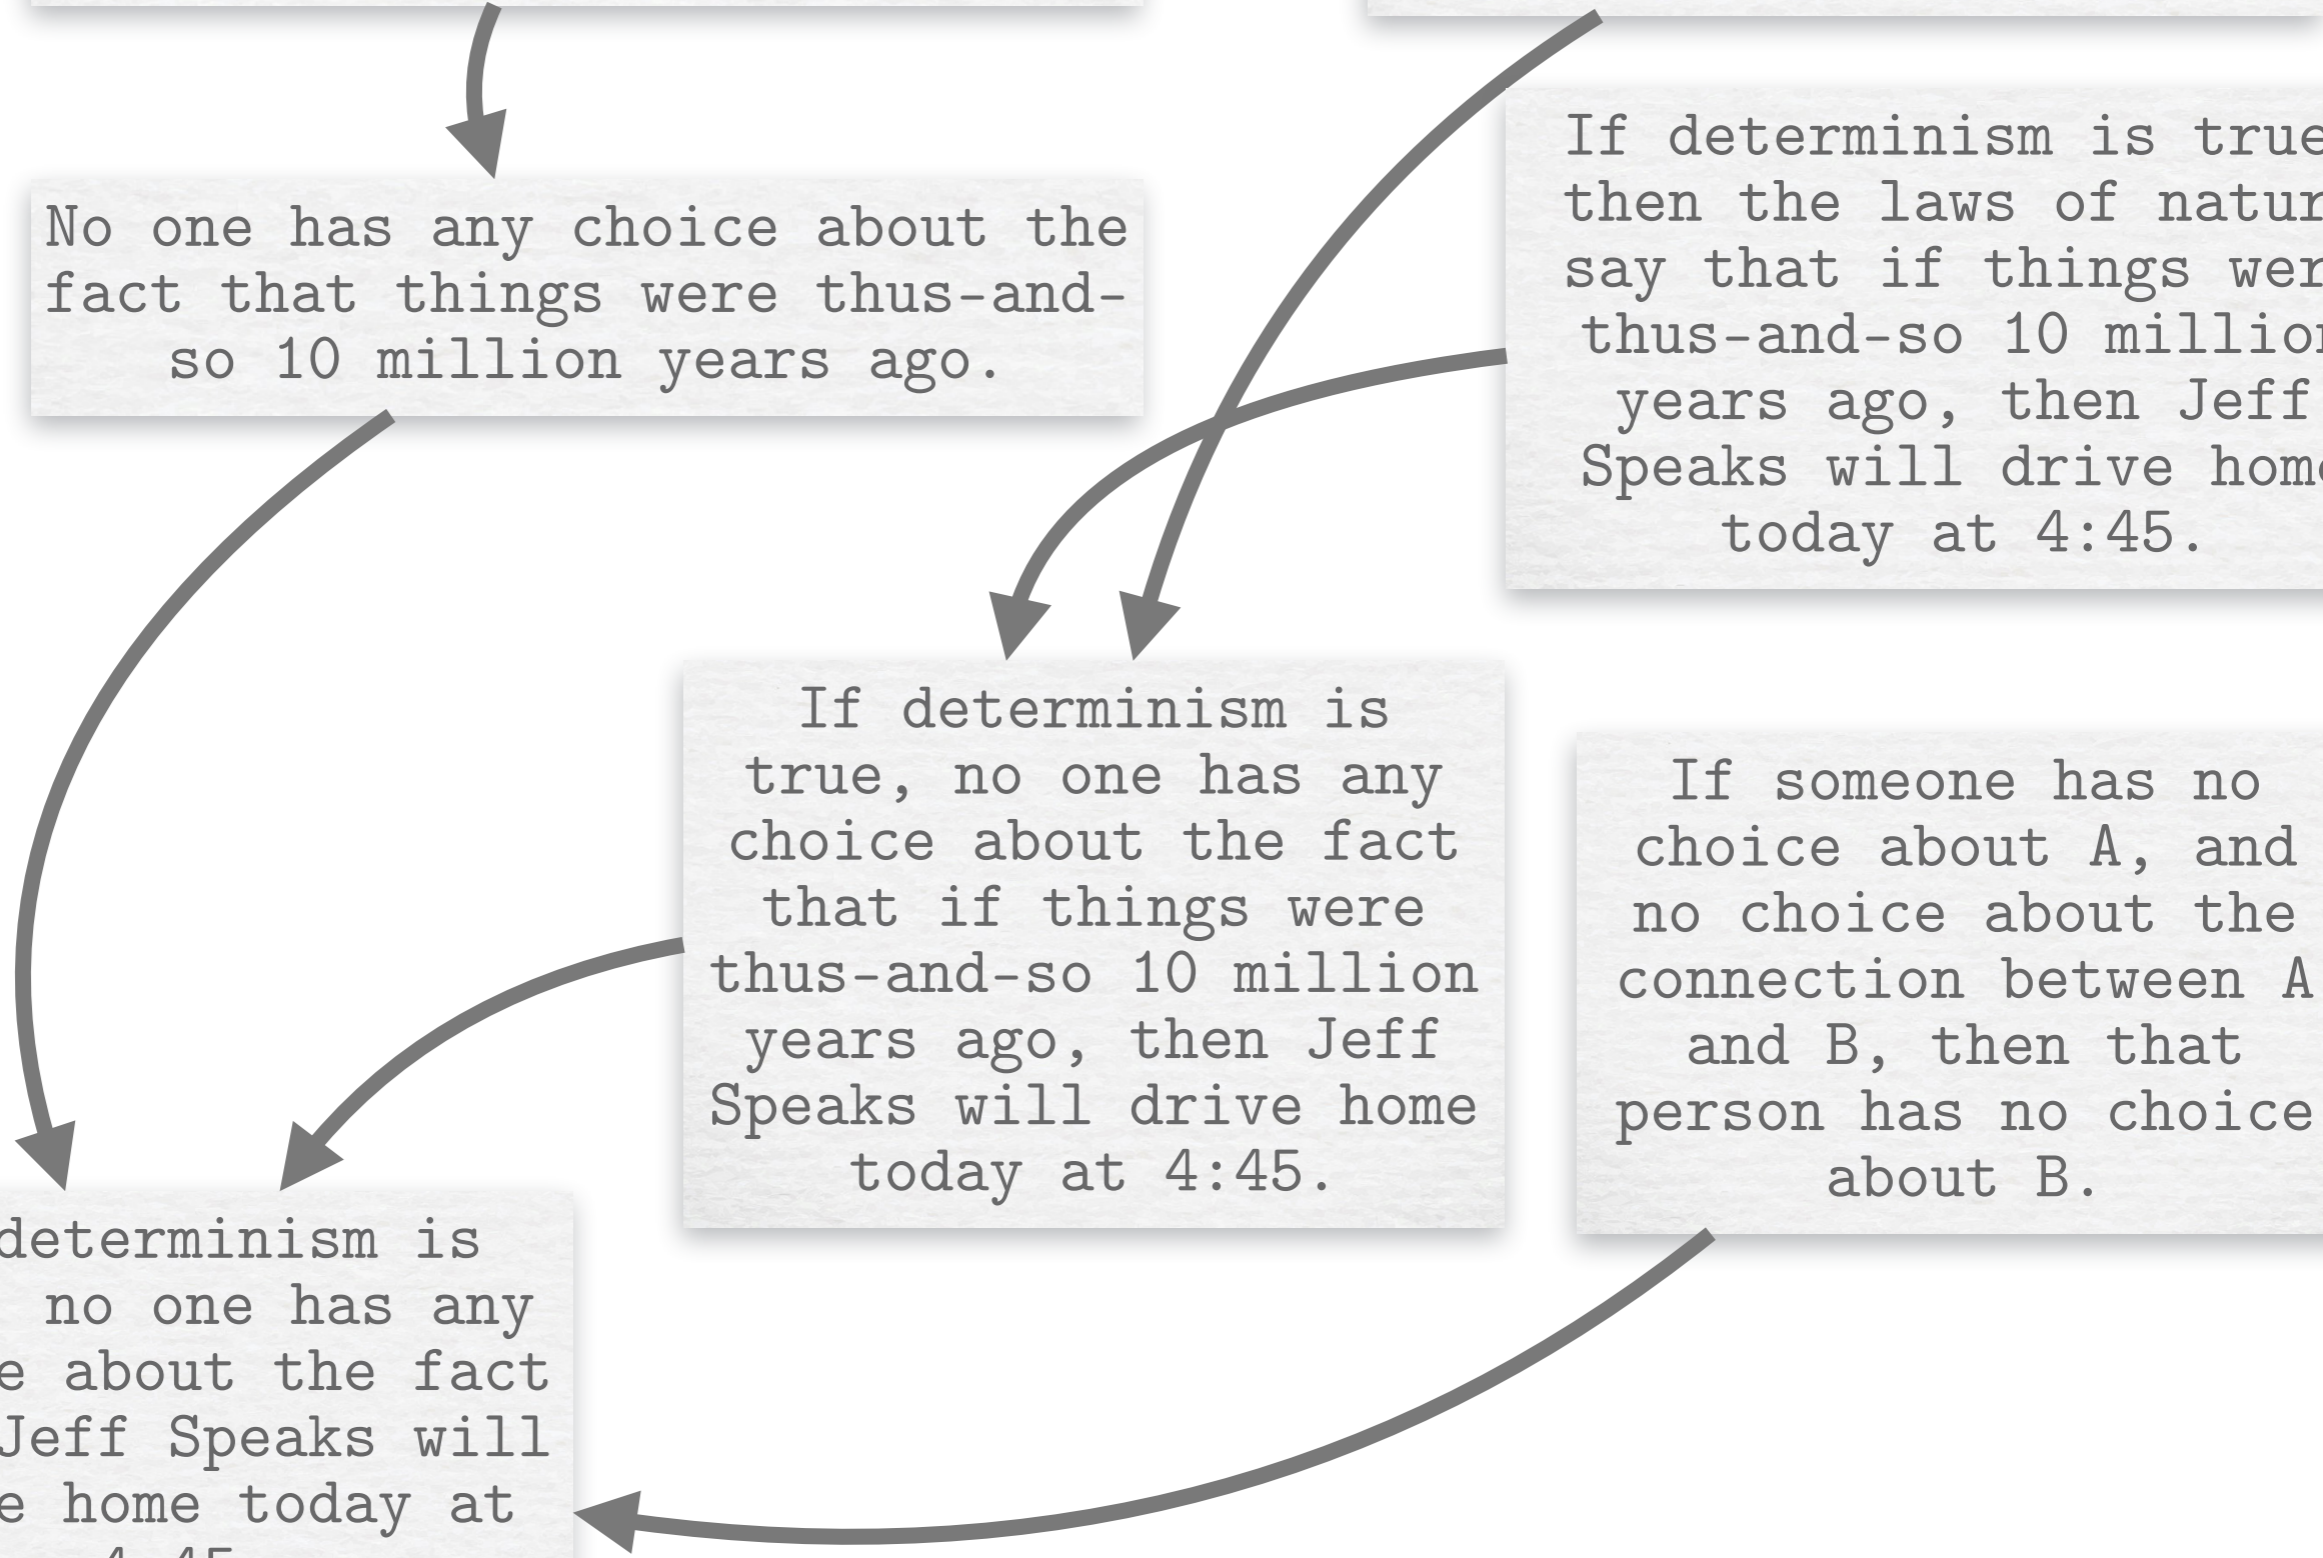 No one has any choice about the
fact that things were thus-and-
so 10 million years ago.
If determinism is true
then the laws of
say that if things
thus-and-so 10
years ago, then Jeff
Speaks will drive
today at 4:45.
If determinism is
true, no one has any
choice about the fact
that if things were
thus-and-so 10 million
years ago, then Jeff
Speaks will drive home
today at 4:45.
If someone has no
choice about A, and
no choice about the
connection between A
and B, then that
person has no choice
about B.
determinism is
no one has any
about the fact
Jeff Speaks will
home today at